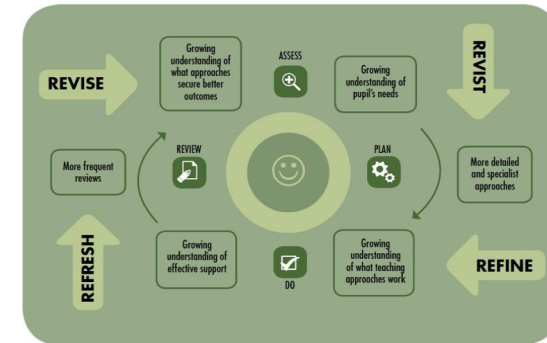 Growing
understanding of
what approaches
secure better
outcomes
ASSESS
Growing
understanding of
pupil's needs
REVISE
REVIST
More frequent
reviews
REVIEW
PLAN
More detailed
and specialist
approaches
REFRESH
Growing
understanding of
effective support
DO
Growing
understanding
of what teaching
approaches work
REFINE